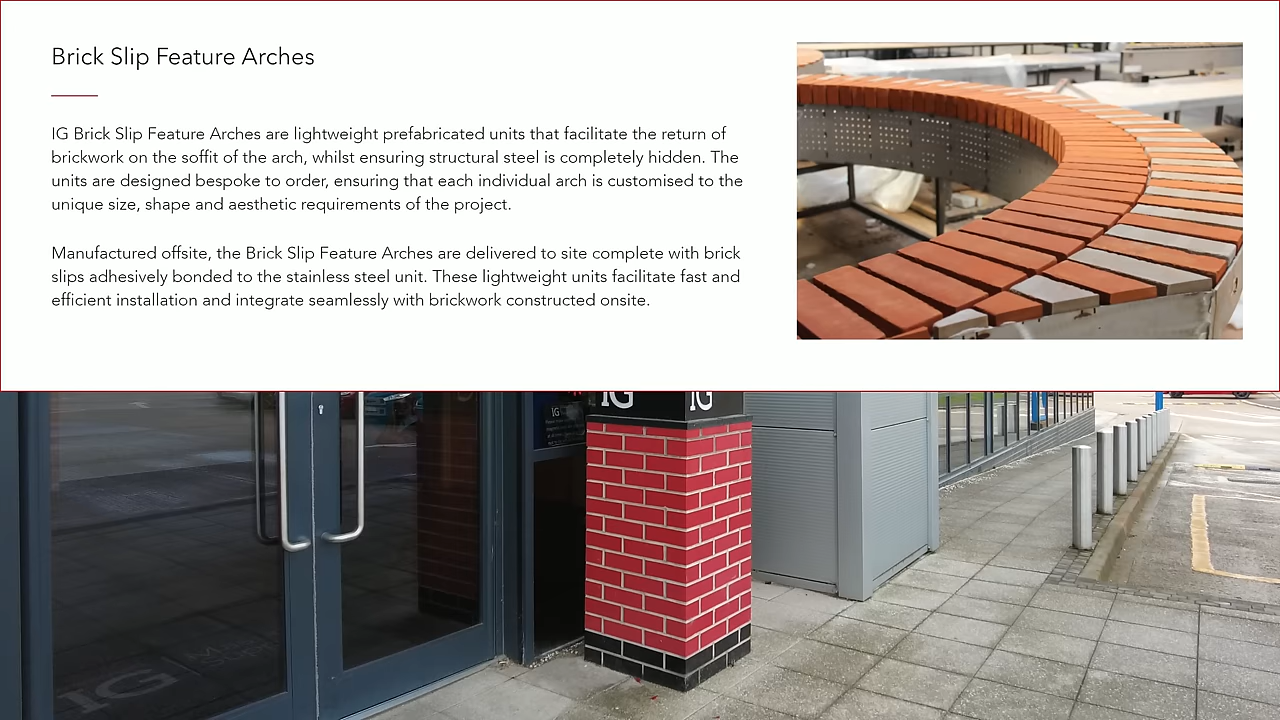 Brick Slip Feature Arches
IG Brick Slip Feature Arches are lightweight prefabricated units that facilitate the return of
brickwork on the soffit of the arch, whilst ensuring structural steel is completely hidden. The
units are designed bespoke to order, ensuring that each individual arch is customised to the
unique size, shape and aesthetic requirements of the project.
Manufactured offsite, the Brick Slip Feature Arches are delivered to site complete with brick
slips adhesively bonded to the stainless steel unit. These lightweight units facilitate fast and
efficient installation and integrate seamlessly with brickwork constructed onsite.
IG IG
IG
IG